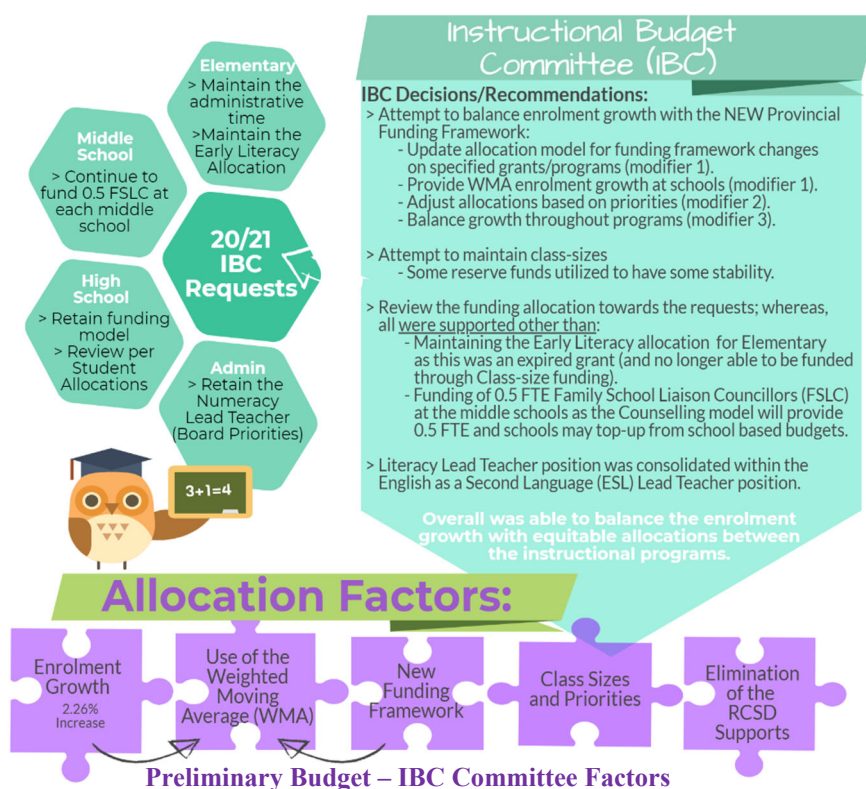 Instructional Budget
Committee (IBC)
Elementary
> Maintain the
administrative
time
>Maintain the
Early Literacy
Allocation
Middle
School
> Continue to
fund 0.5 FSLC at
each middle
school
20/21
IBC
Requests
High
School
> Retain funding
model
> Review per
Student
Allocations
Admin
> Retain the
Numeracy
Lead Teacher
(Board Priorities)
3+1=4
IBC Decisions/Recommendations:
> Attempt to balance enrolment growth with the NEW Provincial
Funding Framework:
- Update allocation model for funding framework changes
on specified grants/programs (modifier 1).
- Provide WMA enrolment growth at schools (modifier 1).
- Adjust allocations based on priorities (modifier 2).
- Balance growth throughout programs (modifier 3).
> Attempt to maintain class-sizes
- Some reserve funds utilized to have some stability.
> Review the funding allocation towards the requests; whereas,
all were supported other than:
- Maintaining the Early Literacy allocation for Elementary
as this was an expired grant (and no longer able to be funded
through Class-size funding).
- Funding of 0.5 FTE Family School Liaison Councillors (FSLC)
at the middle schools as the Counselling model will provide
0.5 FTE and schools may top-up from school based budgets.
> Literacy Lead Teacher position was consolidated within the
English as a Second Language (ESL) Lead Teacher position.
Overall was able to balance the enrolment
growth with equitable allocations between
the instructional programs.
Allocation Factors:
Enrolment
Growth
2.26%
Increase
Use of the
Weighted
Moving
Average (WMA)
New
Funding
Framework
Class Sizes
and Priorities
Elimination
of the
RCSD
Supports
Preliminary Budget – IBC Committee Factors